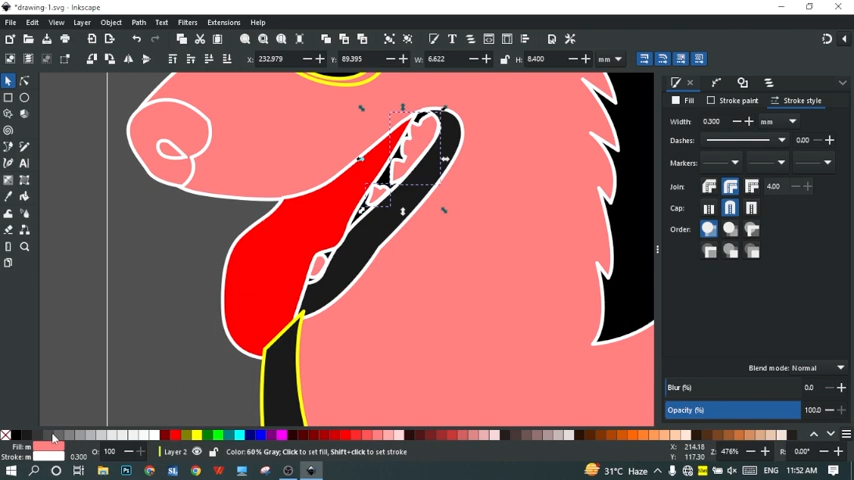 *drawing-1.svg - Inkscape
File Edit View Layer Object Path Text Filters Extensions Help
X: 232.979 Y: 89.395 W: 6.622 H: 8.400 mm
Fill Stroke paint Stroke style
Width: 0.300 mm
Dashes: 0.00
Markers:
Join: 4.00
Cap:
Order:
Blend mode: Normal
Blur (%) 0.0
Opacity (%) 100.0
Fill: m
Stroke: m 0.300 O: 100 Layer 2 Color: 60% Gray; Click to set fill, Shift+click to set stroke X: 214.18 Y: 117.30 Z: 476% R: 0.00°
31°C Haze ENG 11:52 AM